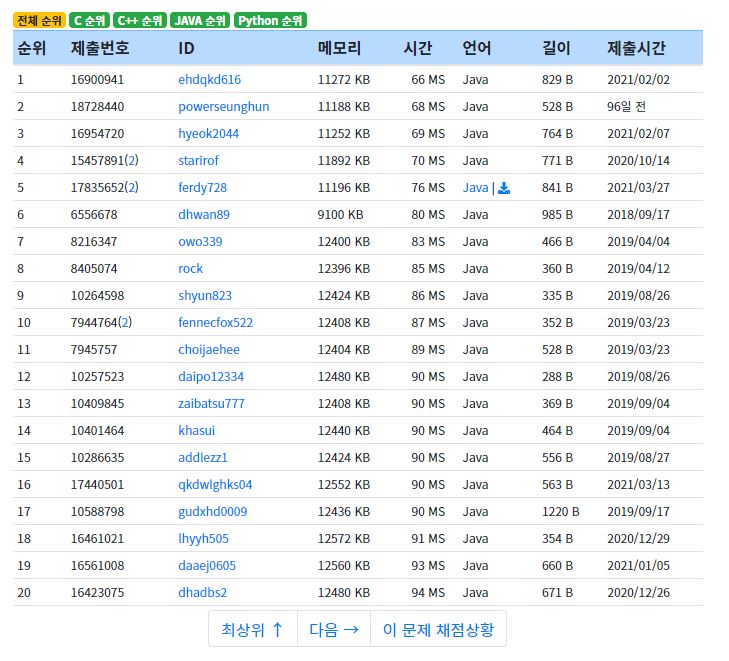 전체 순위 C 순위 C++ 순위 JAVA 순위 Python 순위
순위 제출번호 ID 메모리 시간 언어 길이 제출시간
1 16900941 ehdqkd616 11272 KB 66 MS Java 829 B 2021/02/02
2 18728440 powerseunghun 11188 KB 68 MS Java 528 B 96일 전
3 16954720 hyeok2044 11252 KB 69 MS Java 764 B 2021/02/07
4 15457891(2) starirof 11892 KB 70 MS Java 771 B 2020/10/14
5 17835652(2) ferdy728 11196 KB 76 MS Java | 841 B 2021/03/27
6 6556678 dhwan89 9100 KB 80 MS Java 985 B 2018/09/17
7 8216347 owo339 12400 KB 83 MS Java 466 B 2019/04/04
8 8405074 rock 12396 KB 85 MS Java 360 B 2019/04/12
9 10264598 shyun823 12424 KB 86 MS Java 335 B 2019/08/26
10 7944764(2) fennecfox522 12408 KB 87 MS Java 352 B 2019/03/23
11 7945757 choijaehee 12404 KB 89 MS Java 528 B 2019/03/23
12 10257523 daipo12334 12480 KB 90 MS Java 288 B 2019/08/26
13 10409845 zaibatsu777 12408 KB 90 MS Java 369 B 2019/09/04
14 10401464 khasui 12440 KB 90 MS Java 464 B 2019/09/04
15 10286635 addlezz1 12424 KB 90 MS Java 556 B 2019/08/27
16 17440501 qkdwlghks04 12552 KB 90 MS Java 563 B 2021/03/13
17 10588798 gudxhd0009 12436 KB 90 MS Java 1220 B 2019/09/17
18 16461021 lhyyh505 12572 KB 91 MS Java 354 B 2020/12/29
19 16561008 daaej0605 12560 KB 93 MS Java 660 B 2021/01/05
20 16423075 dhadbs2 12480 KB 94 MS Java 671 B 2020/12/26
최상위 ↑ 다음 → 이 문제 채점상황